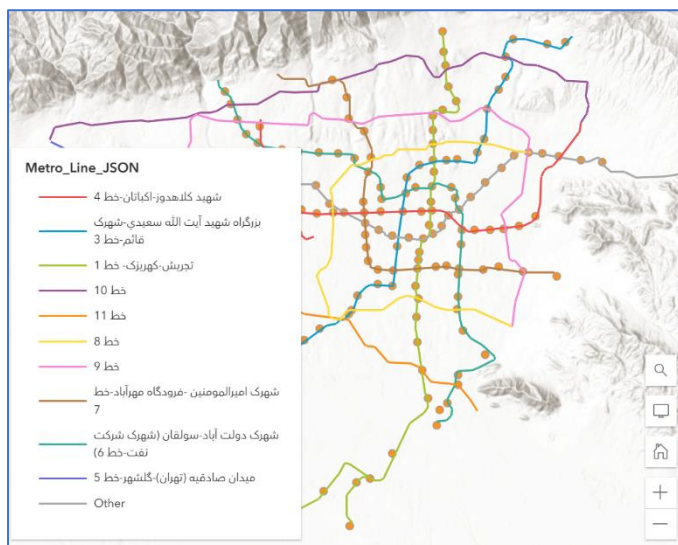 Metro_Line_JSON
شهید کلاهدوز-اکباتان-خط 4
بزرگراه شهید آیت الله سعیدي-شهرک
قائم-خط 3
تجریش-کهریزک- خط 1
خط 10
خط 11
خط 8
خط 9
شهرک امیرالمومنین -فرودگاه مهرآباد-خط
7
شهرک دولت آباد-سولقان (شهرک شرکت
نفت-خط 6)
میدان صادقیه (تهران)-گلشهر-خط 5
Other